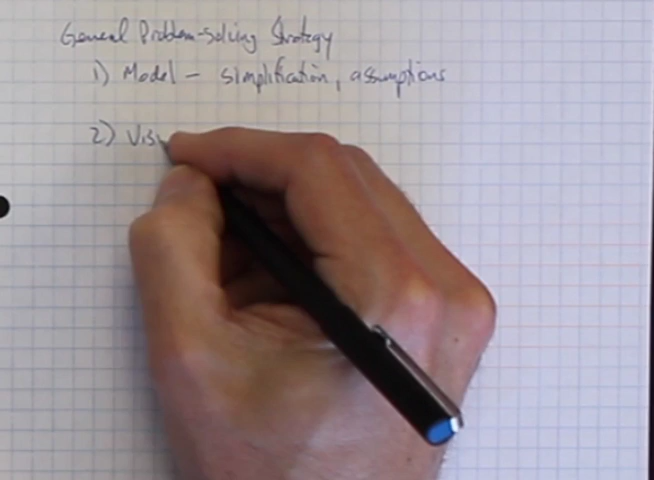 General Problem-Solving Strategy
1) Model – simplification, assumptions
2) Vis